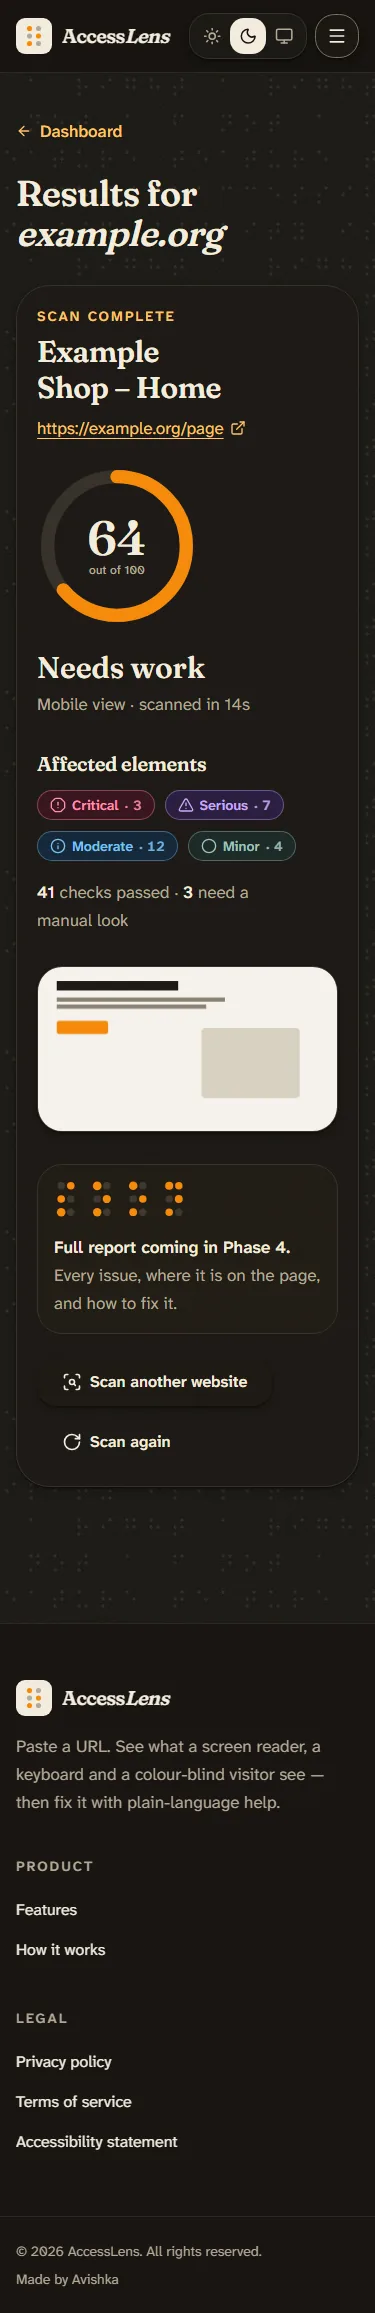 AccessLens
Dashboard
Results for
example.org
SCAN COMPLETE
Example
Shop – Home
https://example.org/page
64
out of 100
Needs work
Mobile view · scanned in 14s
Affected elements
Critical · 3
Serious · 7
Moderate · 12
Minor · 4
41 checks passed · 3 need a
manual look
Full report coming in Phase 4.
Every issue, where it is on the page,
and how to fix it.
Scan another website
Scan again
AccessLens
Paste a URL. See what a screen reader, a
keyboard and a colour-blind visitor see —
then fix it with plain-language help.
PRODUCT
Features
How it works
LEGAL
Privacy policy
Terms of service
Accessibility statement
© 2026 AccessLens. All rights reserved.
Made by Avishka